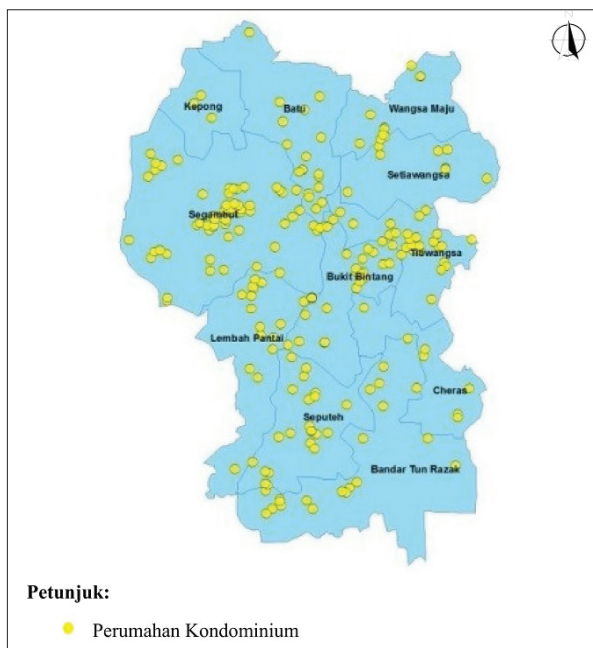 N
Kepong
Batu
Wangsa Maju
Setiawangsa
Segambut
Titiwangsa
Bukit Bintang
Lembah Pantai
Cheras
Seputeh
Bandar Tun Razak
Petunjuk:
Perumahan Kondominium